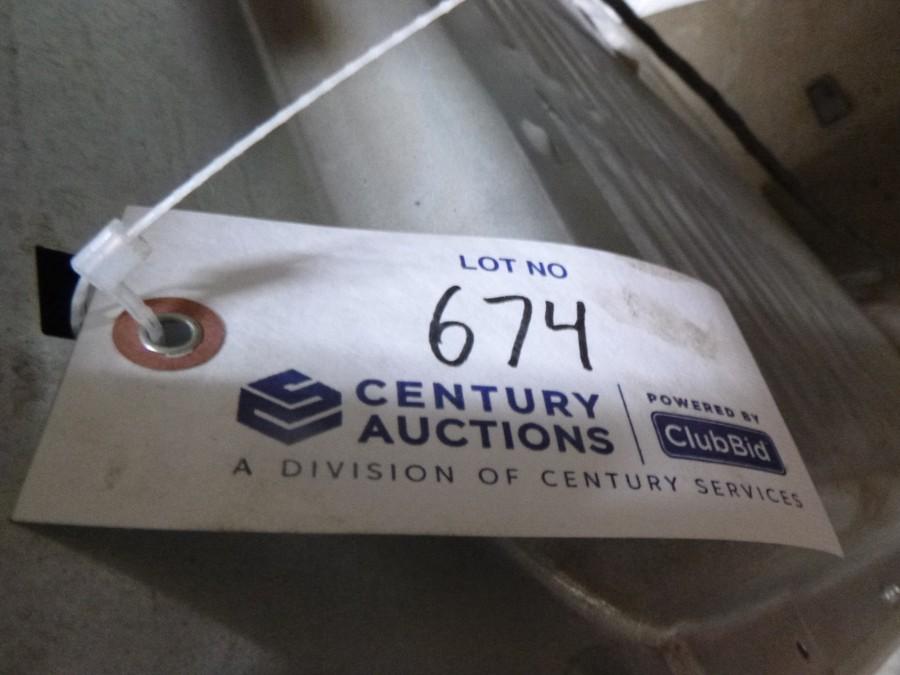 LOT NO
674
CENTURY
AUCTIONS
POWERED BY
ClubBid
A DIVISION OF CENTURY SERVICES